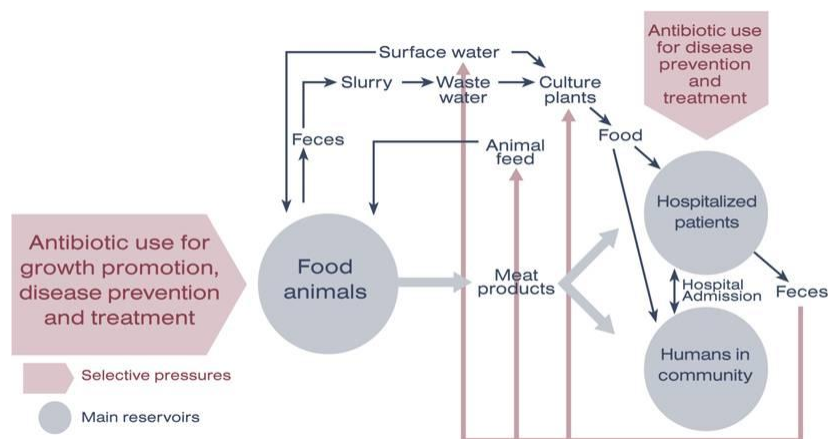 Antibiotic use
for disease
prevention
and
treatment
Surface water
Slurry
Waste
water
Culture
plants
Feces
Animal
feed
Food
Hospitalized
patients
Antibiotic use for
growth promotion,
disease prevention
and treatment
Food
animals
Meat
products
Hospital
Admission
Feces
Humans in
community
Selective pressures
Main reservoirs